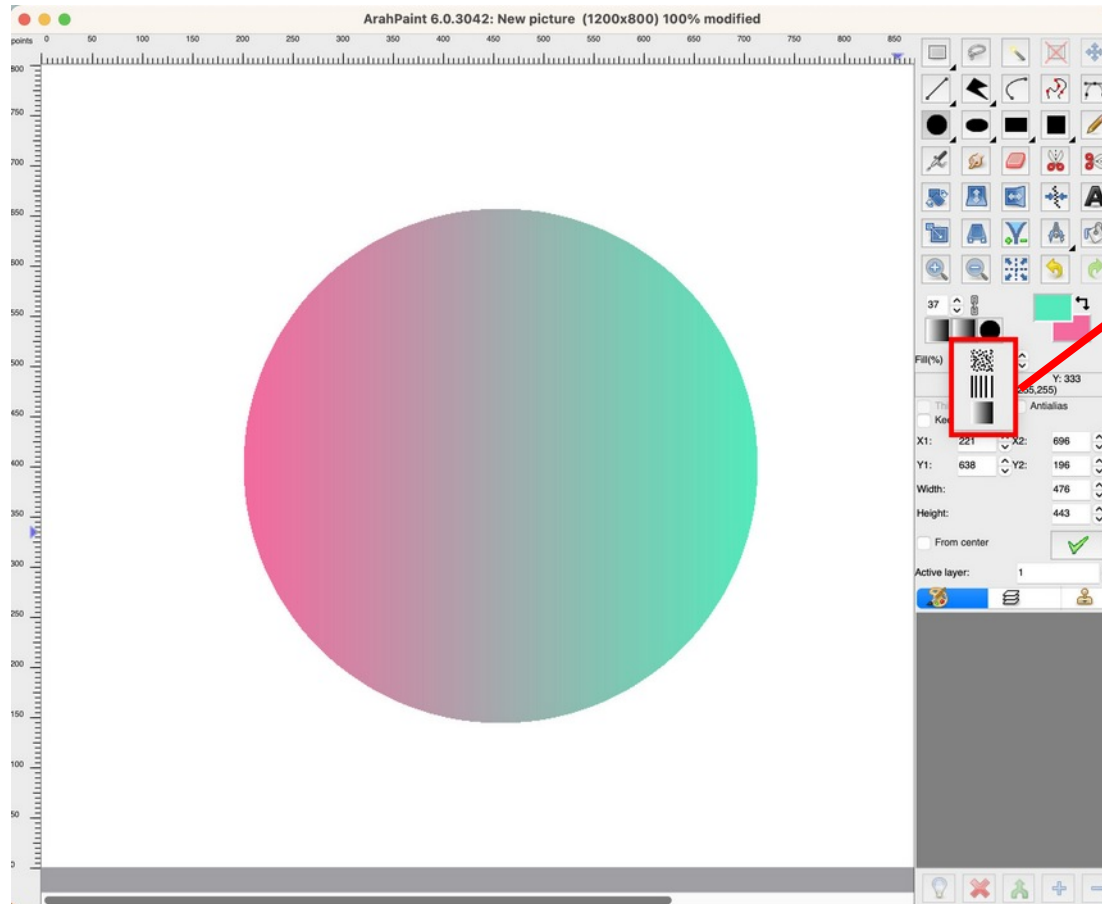 ArahPaint 6.0.3042: New picture (1200x800) 100% modified
points 0 50 100 150 200 250 300 350 400 450 500 550 600 650 700 750 800 850
800
750
700
650
600
550
500
450
400
350
300
250
200
150
100
50
0
37
Fill(%)
Y: 333
255)
Antialias
X1: 221 X2: 696
Y1: 638 Y2: 196
Width: 476
Height: 443
From center
Active layer: 1